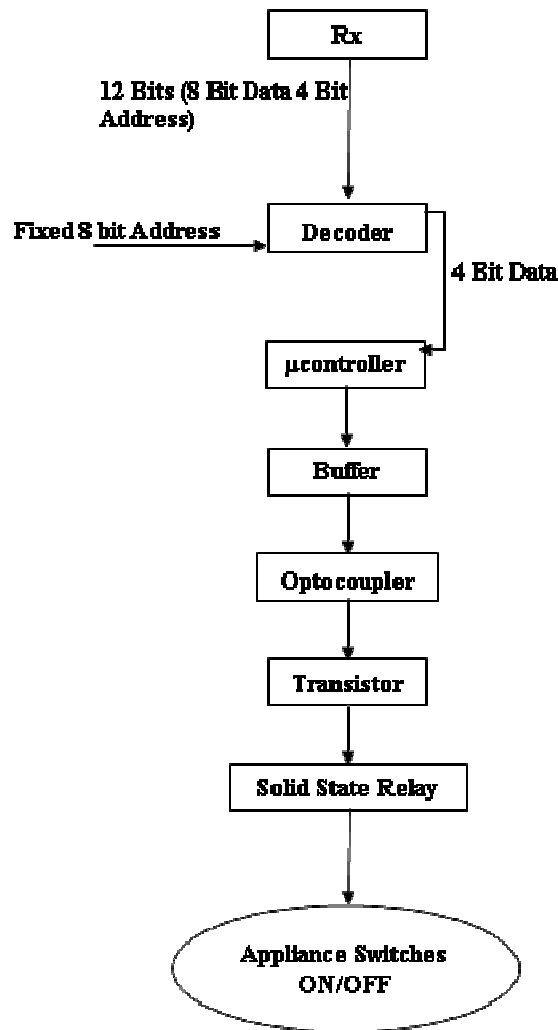 Rx
12 Bits (8 Bit Data 4 Bit
Address)
Fixed 8 bit Address
Decoder
4 Bit Data
μcontroller
Buffer
Optocoupler
Transistor
Solid State Relay
Appliance Switches
ON/OFF